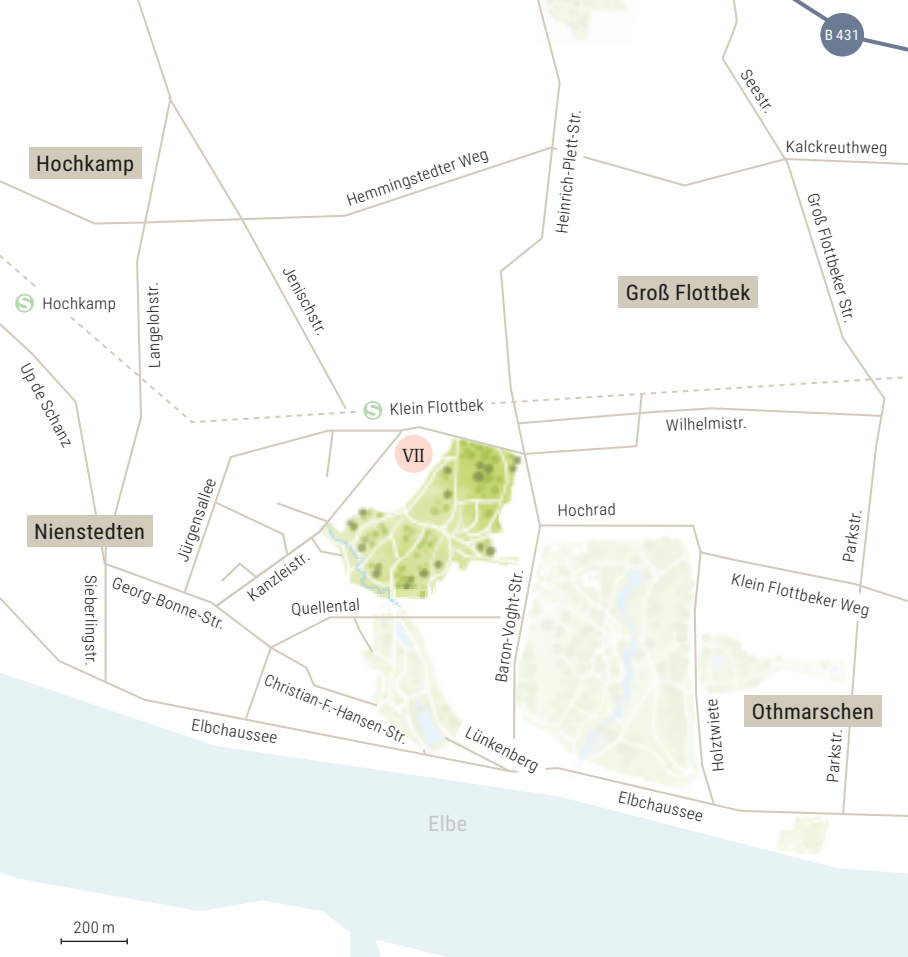 B 431
Seestr.
Kalckreuthweg
Hochkamp
Hemmingstedter Weg
Heinrich-Plett-Str.
Groß Flottbeker Str.
Groß Flottbek
S Hochkamp
Langelohstr.
Jenischstr.
Up de Schanz
S Klein Flottbek
Wilhelmistr.
VII
Nienstedten
Jürgensallee
Hochrad
Parkstr.
Sieberlingstr.
Georg-Bonne-Str.
Kanzleistr.
Quellental
Baron-Voght-Str.
Klein Flottbeker Weg
Christian-F.-Hansen-Str.
Othmarschen
Elbchaussee
Lünkenberg
Holztwiete
Parkstr.
Elbchaussee
Elbe
200 m